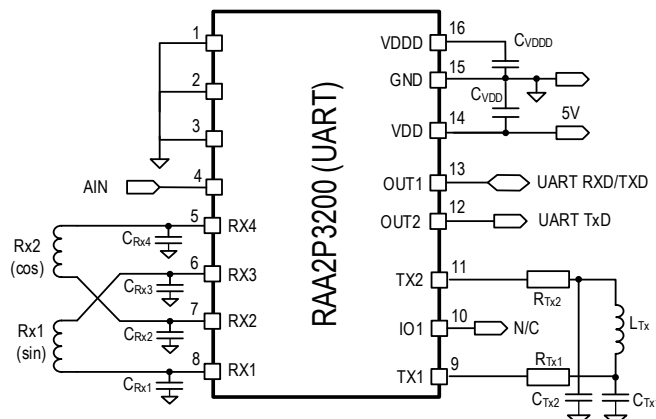 1
2
3
AIN
4
5
RX4
CRx4
Rx2
(cos)
6
RX3
CRx3
7
RX2
CRx2
Rx1
(sin)
8
RX1
CRx1
RAA2P3200 (UART)
16
VDDD
CVDDD
15
GND
CVDD
14
VDD
5V
13
OUT1
UART RXD/TXD
12
OUT2
UART TxD
11
TX2
RTx2
LTx
10
IO1
N/C
9
TX1
RTx1
CTx2
CTx